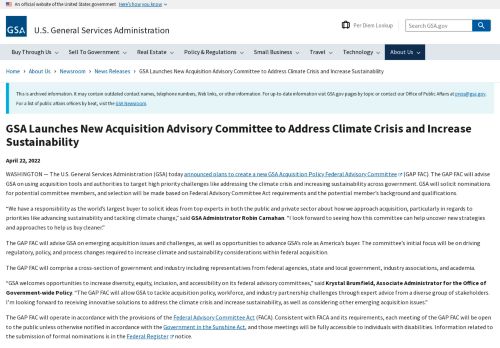 An official website of the United States government Here's how you know
GSA
U.S. General Services Administration
Per Diem Lookup
Search GSA.gov
Buy Through Us
Sell To Government
Real Estate
Policy & Regulations
Small Business
Travel
Technology
About Us
Home › About Us › Newsroom › News Releases › GSA Launches New Acquisition Advisory Committee to Address Climate Crisis and Increase Sustainability
This is archived information. It may contain outdated contact names, telephone numbers, Web links, or other information. For up-to-date information visit GSA.gov pages by topic or contact our Office of Public Affairs at press@gsa.gov.
For a list of public affairs officers by beat, visit the GSA Newsroom.
GSA Launches New Acquisition Advisory Committee to Address Climate Crisis and Increase
Sustainability
April 22, 2022
WASHINGTON — The U.S. General Services Administration (GSA) today announced plans to create a new GSA Acquisition Policy Federal Advisory Committee (GAP FAC). The GAP FAC will advise
GSA on using acquisition tools and authorities to target high priority challenges like addressing the climate crisis and increasing sustainability across government. GSA will solicit nominations
for potential committee members, and selection will be made based on Federal Advisory Committee Act requirements and the potential member's background and qualifications.
"We have a responsibility as the world's largest buyer to solicit ideas from top experts in both the public and private sector about how we approach acquisition, particularly in regards to
priorities like advancing sustainability and tackling climate change," said GSA Administrator Robin Carnahan. "I look forward to seeing how this committee can help uncover new strategies
and approaches to help us buy cleaner."
The GAP FAC will advise GSA on emerging acquisition issues and challenges, as well as opportunities to advance GSA's role as America's buyer. The committee's initial focus will be on driving
regulatory, policy, and process changes required to increase climate and sustainability considerations within federal acquisition.
The GAP FAC will comprise a cross-section of government and industry including representatives from federal agencies, state and local government, industry associations, and academia.
"GSA welcomes opportunities to increase diversity, equity, inclusion, and accessibility on its federal advisory committees," said Krystal Brumfield, Associate Administrator for the Office of
Government-wide Policy. "The GAP FAC will allow GSA to tackle acquisition policy, workforce, and industry partnership challenges through expert advice from a diverse group of stakeholders.
I'm looking forward to receiving innovative solutions to address the climate crisis and increase sustainability, as well as considering other emerging acquisition issues."
The GAP FAC will operate in accordance with the provisions of the Federal Advisory Committee Act (FACA). Consistent with FACA and its requirements, each meeting of the GAP FAC will be open
to the public unless otherwise notified in accordance with the Government in the Sunshine Act, and those meetings will be fully accessible to individuals with disabilities. Information related to
the submission of formal nominations is in the Federal Register notice.